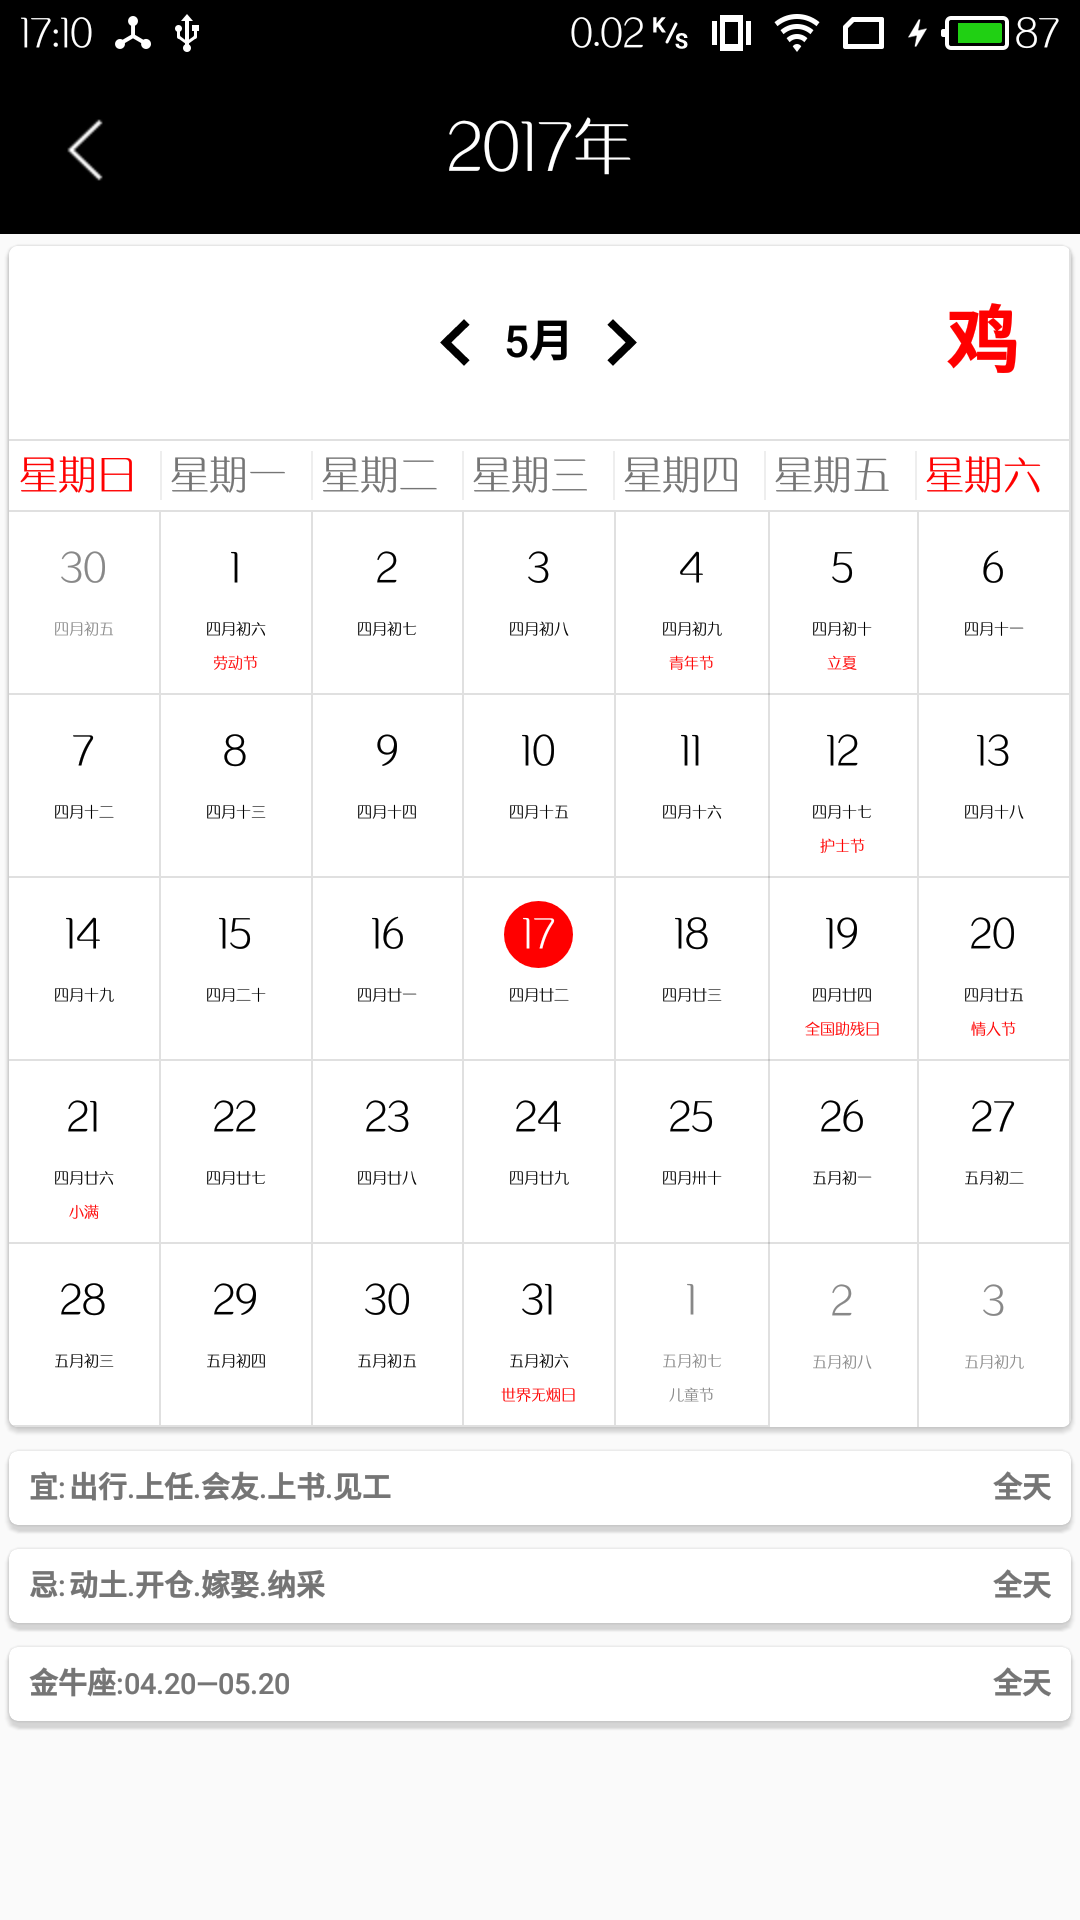 17:10 0.02 K/s 87
2017年
5月 鸡
星期日 星期一 星期二 星期三 星期四 星期五 星期六
30 1 2 3 4 5 6
四月初五 四月初六 四月初七 四月初八 四月初九 四月初十 四月十一
劳动节 青年节 立夏
7 8 9 10 11 12 13
四月十二 四月十三 四月十四 四月十五 四月十六 四月十七 四月十八
护士节
14 15 16 17 18 19 20
四月十九 四月二十 四月廿一 四月廿二 四月廿三 四月廿四 四月廿五
全国助残日 情人节
21 22 23 24 25 26 27
四月廿六 四月廿七 四月廿八 四月廿九 四月卅十 五月初一 五月初二
小满
28 29 30 31 1 2 3
五月初三 五月初四 五月初五 五月初六 五月初七 五月初八 五月初九
世界无烟日 儿童节
宜: 出行.上任.会友.上书.见工 全天
忌: 动土.开仓.嫁娶.纳采 全天
金牛座:04.20—05.20 全天